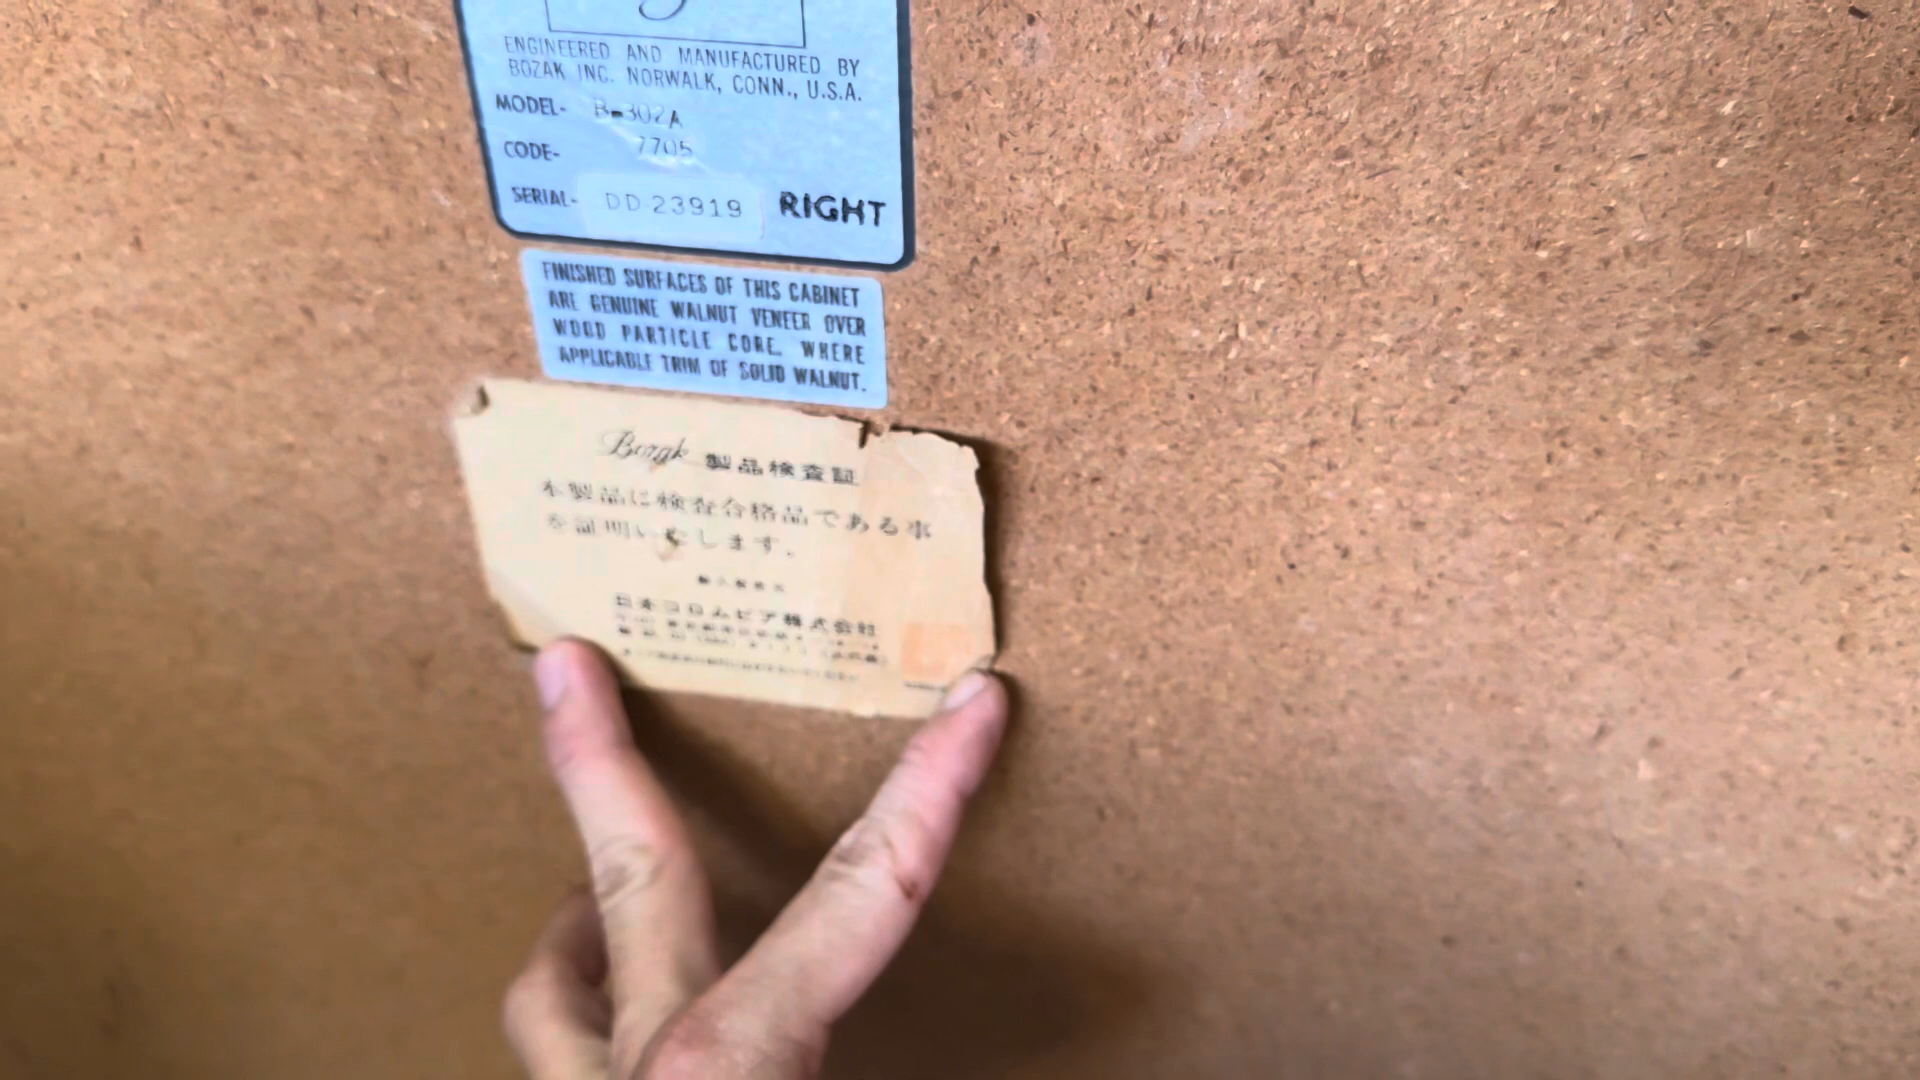 ENGINEERED AND MANUFACTURED BY
BOZAK INC. NORWALK, CONN., U.S.A.
MODEL- B-302A
CODE- 7705
SERIAL- DD 23919 RIGHT
FINISHED SURFACES OF THIS CABINET
ARE GENUINE WALNUT VENEER OVER
WOOD PARTICLE CORE. WHERE
APPLICABLE TRIM OF SOLID WALNUT.
Bozak 製品検査証
本製品は検査合格品である事
を証明いたします。
日本コロムビア株式会社